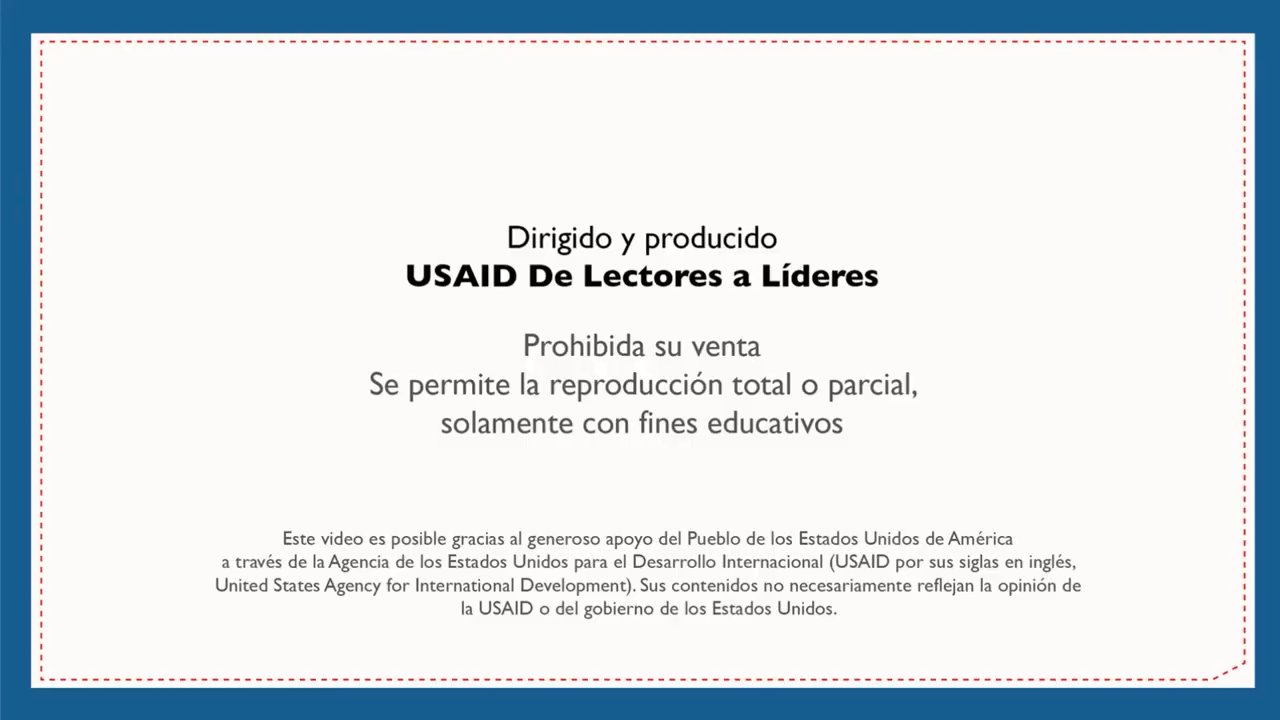 Dirigido y producido
USAID De Lectores a Líderes
Prohibida su venta
Se permite la reproducción total o parcial,
solamente con fines educativos
Este video es posible gracias al generoso apoyo del Pueblo de los Estados Unidos de América
a través de la Agencia de los Estados Unidos para el Desarrollo Internacional (USAID por sus siglas en inglés,
United States Agency for International Development). Sus contenidos no necesariamente reflejan la opinión de
la USAID o del gobierno de los Estados Unidos.